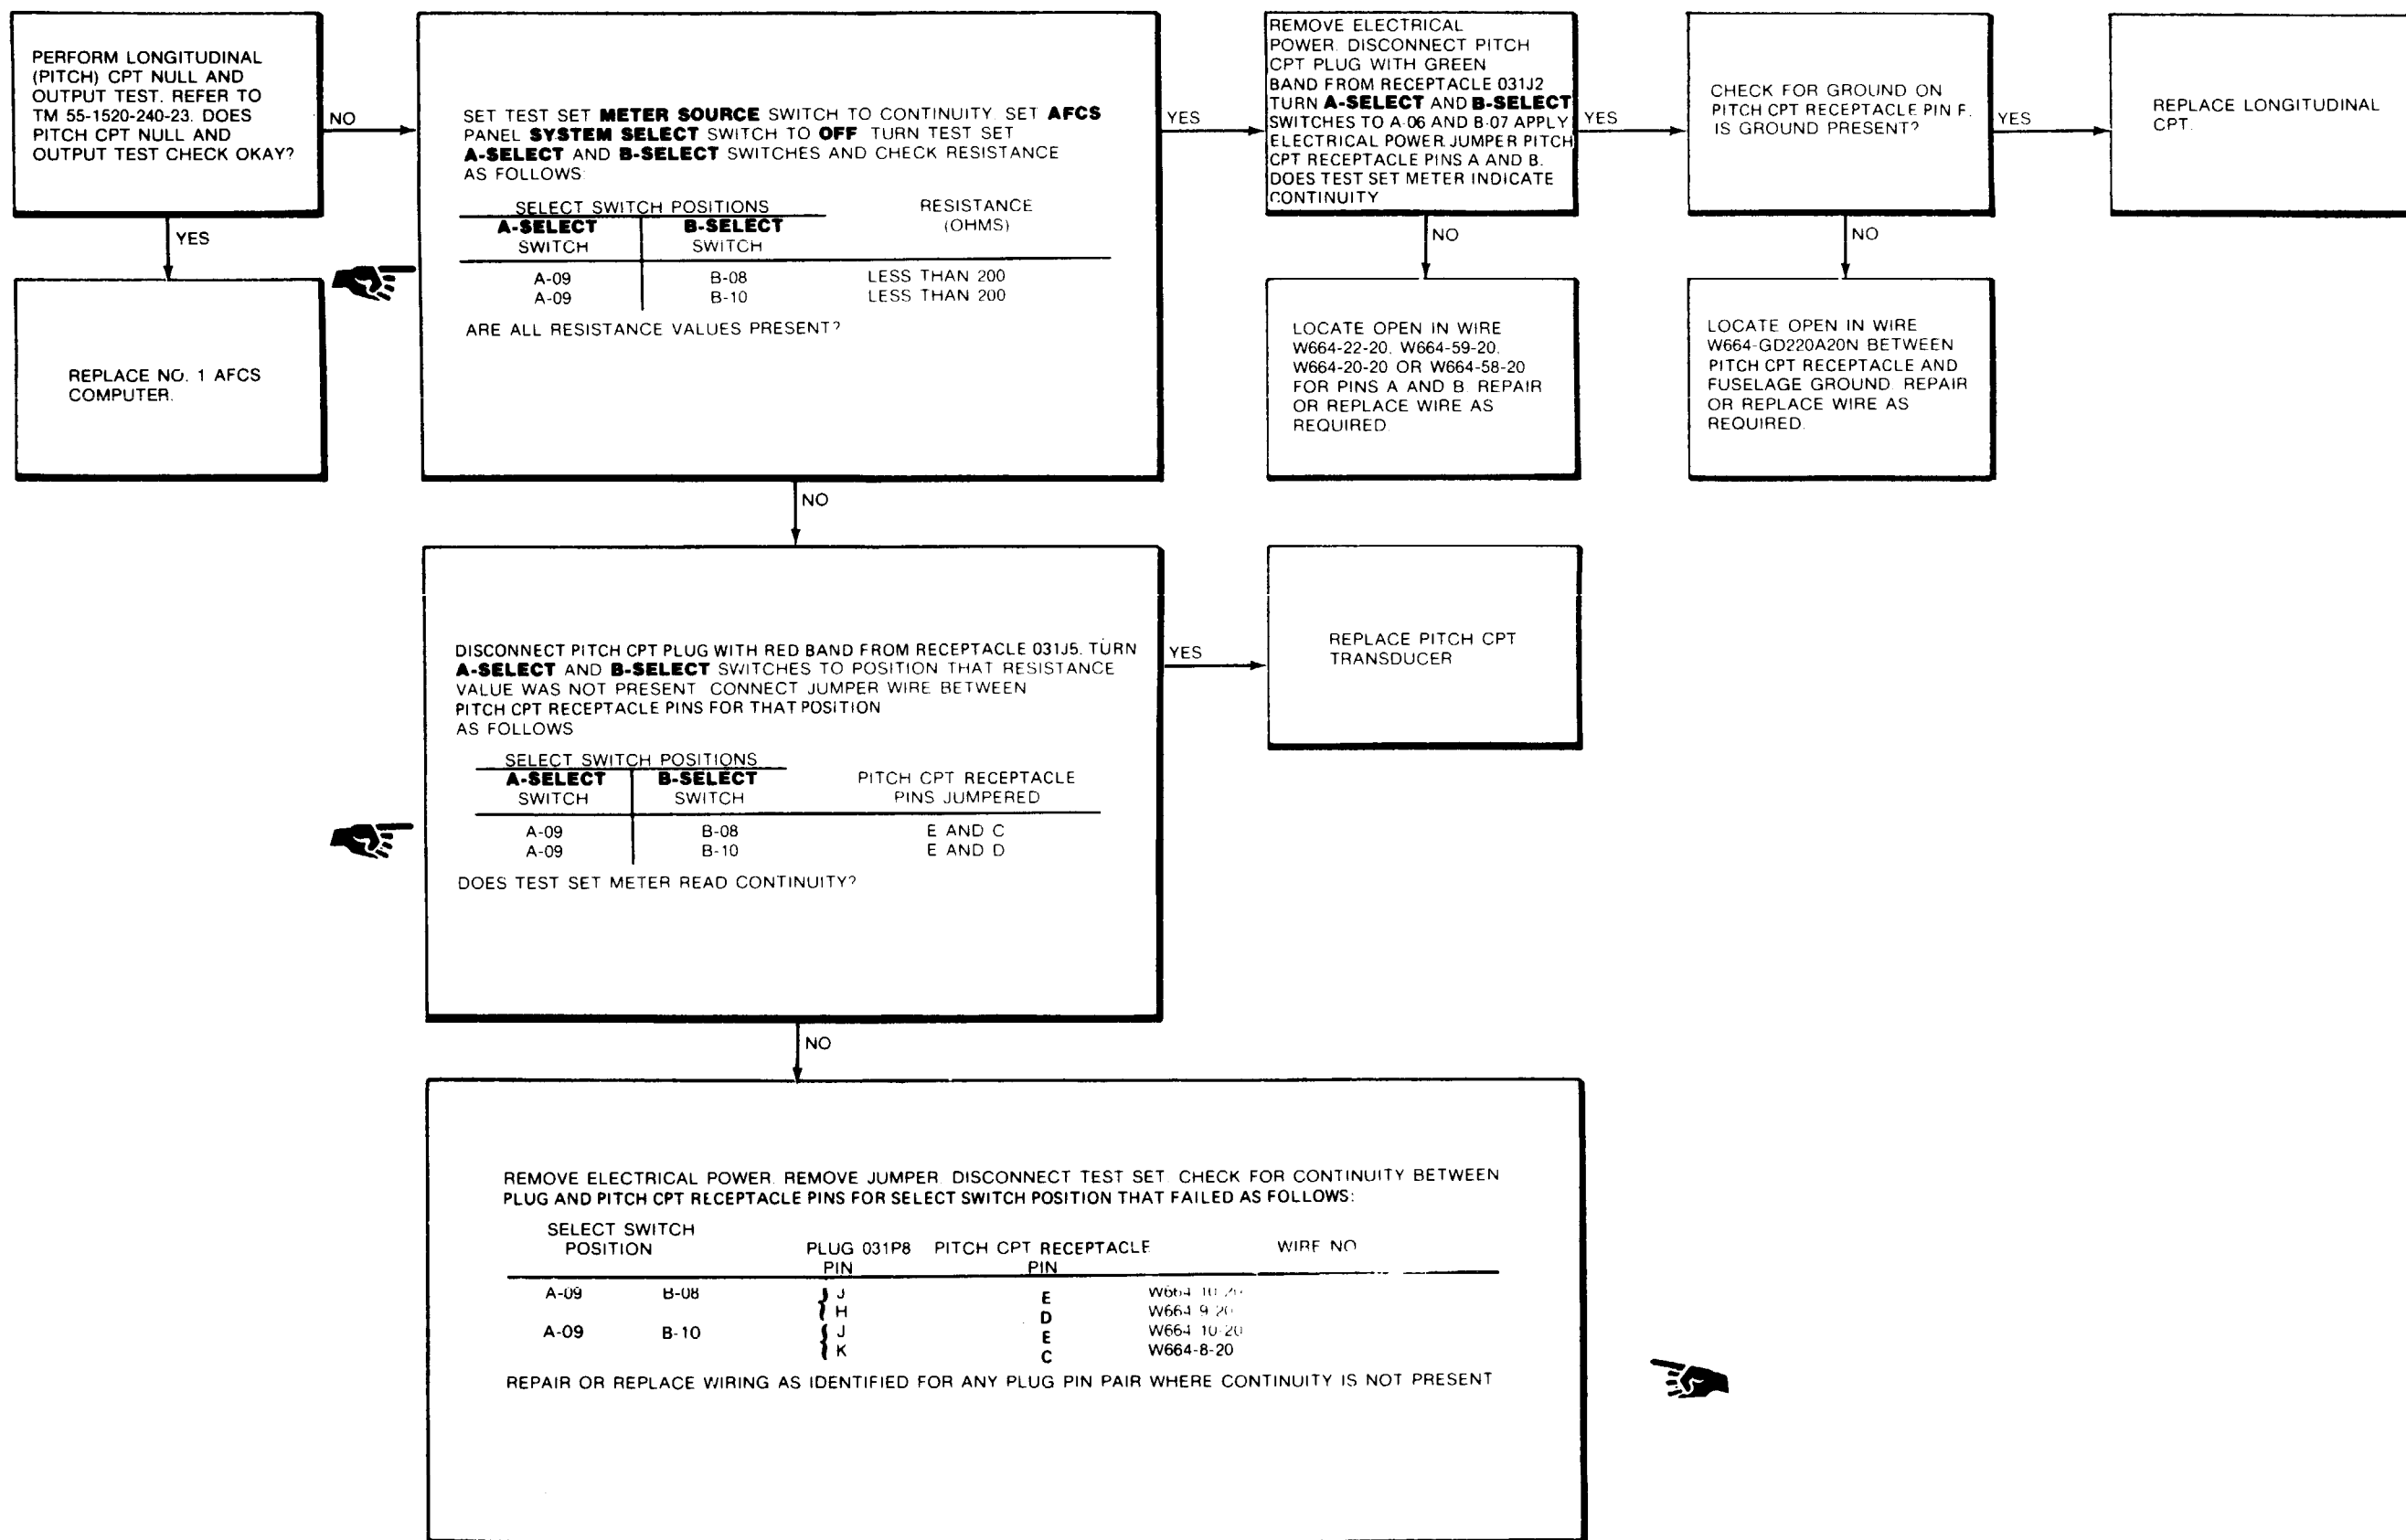 PERFORM LONGITUDINAL
(PITCH) CPT NULL AND
OUTPUT TEST. REFER TO
TM 55-1520-240-23. DOES
PITCH CPT NULL AND
OUTPUT TEST CHECK OKAY?
NO
YES
REPLACE NO. 1 AFCS
COMPUTER.
SET TEST SET METER SOURCE SWITCH TO CONTINUITY. SET AFCS
PANEL SYSTEM SELECT SWITCH TO OFF TURN TEST SET
A-SELECT AND B-SELECT SWITCHES AND CHECK RESISTANCE
AS FOLLOWS:
SELECT SWITCH POSITIONS RESISTANCE
A-SELECT B-SELECT (OHMS)
SWITCH SWITCH
A-09 B-08 LESS THAN 200
A-09 B-10 LESS THAN 200
ARE ALL RESISTANCE VALUES PRESENT?
YES
REMOVE ELECTRICAL
POWER. DISCONNECT PITCH
CPT PLUG WITH GREEN
BAND FROM RECEPTACLE 031J2
TURN A-SELECT AND B-SELECT
SWITCHES TO A-06 AND B-07 APPLY
ELECTRICAL POWER JUMPER PITCH
CPT RECEPTACLE PINS A AND B.
DOES TEST SET METER INDICATE
CONTINUITY
YES
CHECK FOR GROUND ON
PITCH CPT RECEPTACLE PIN F.
IS GROUND PRESENT?
YES
REPLACE LONGITUDINAL
CPT.
NO
LOCATE OPEN IN WIRE
W664-22-20, W664-59-20,
W664-20-20 OR W664-58-20
FOR PINS A AND B. REPAIR
OR REPLACE WIRE AS
REQUIRED.
NO
LOCATE OPEN IN WIRE
W664-GD220A20N BETWEEN
PITCH CPT RECEPTACLE AND
FUSELAGE GROUND. REPAIR
OR REPLACE WIRE AS
REQUIRED.
NO
DISCONNECT PITCH CPT PLUG WITH RED BAND FROM RECEPTACLE 031J5. TURN
A-SELECT AND B-SELECT SWITCHES TO POSITION THAT RESISTANCE
VALUE WAS NOT PRESENT CONNECT JUMPER WIRE BETWEEN
PITCH CPT RECEPTACLE PINS FOR THAT POSITION
AS FOLLOWS
SELECT SWITCH POSITIONS
A-SELECT B-SELECT PITCH CPT RECEPTACLE
SWITCH SWITCH PINS JUMPERED
A-09 B-08 E AND C
A-09 B-10 E AND D
DOES TEST SET METER READ CONTINUITY?
YES
REPLACE PITCH CPT
TRANSDUCER
NO
REMOVE ELECTRICAL POWER. REMOVE JUMPER. DISCONNECT TEST SET. CHECK FOR CONTINUITY BETWEEN
PLUG AND PITCH CPT RECEPTACLE PINS FOR SELECT SWITCH POSITION THAT FAILED AS FOLLOWS:
SELECT SWITCH
POSITION PLUG 031P8 PITCH CPT RECEPTACLE WIRE NO
PIN PIN
A-09 B-08 J E W664-10-20
H D W664-9-20
A-09 B-10 J E W664-10-20
K C W664-8-20
REPAIR OR REPLACE WIRING AS IDENTIFIED FOR ANY PLUG PIN PAIR WHERE CONTINUITY IS NOT PRESENT